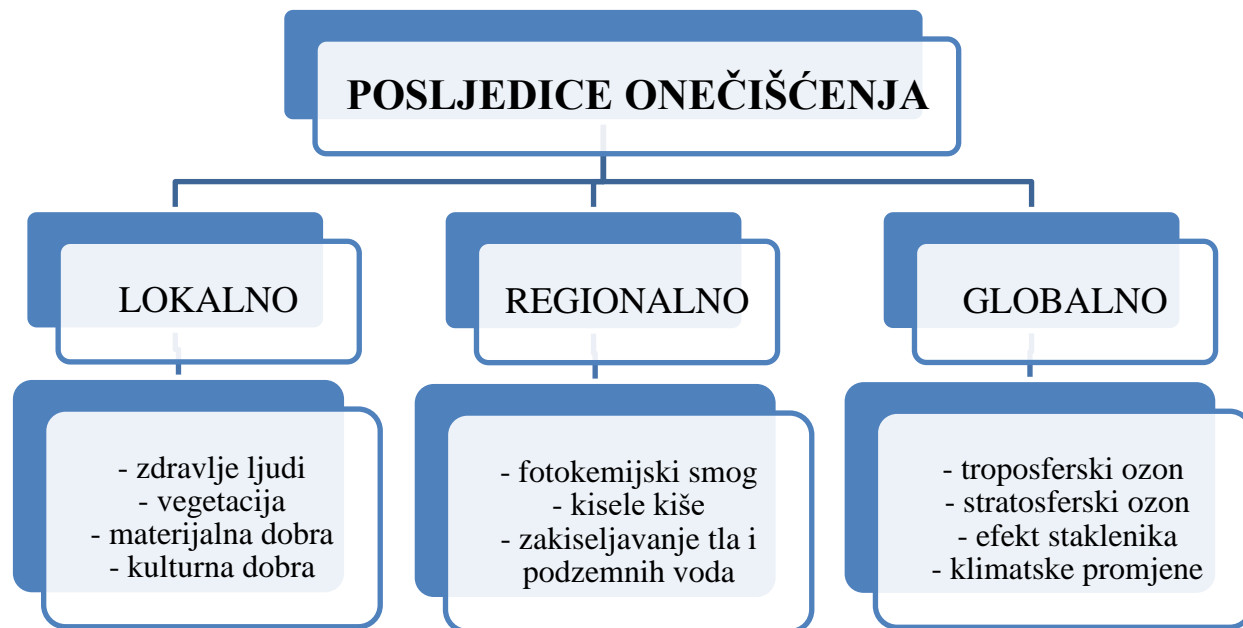 POSLJEDICE ONEČIŠĆENJA
LOKALNO
REGIONALNO
GLOBALNO
- zdravlje ljudi
- vegetacija
- materijalna dobra
- kulturna dobra
- fotokemijski smog
- kisele kiše
- zakiseljavanje tla i
podzemnih voda
- troposferski ozon
- stratosferski ozon
- efekt staklenika
- klimatske promjene